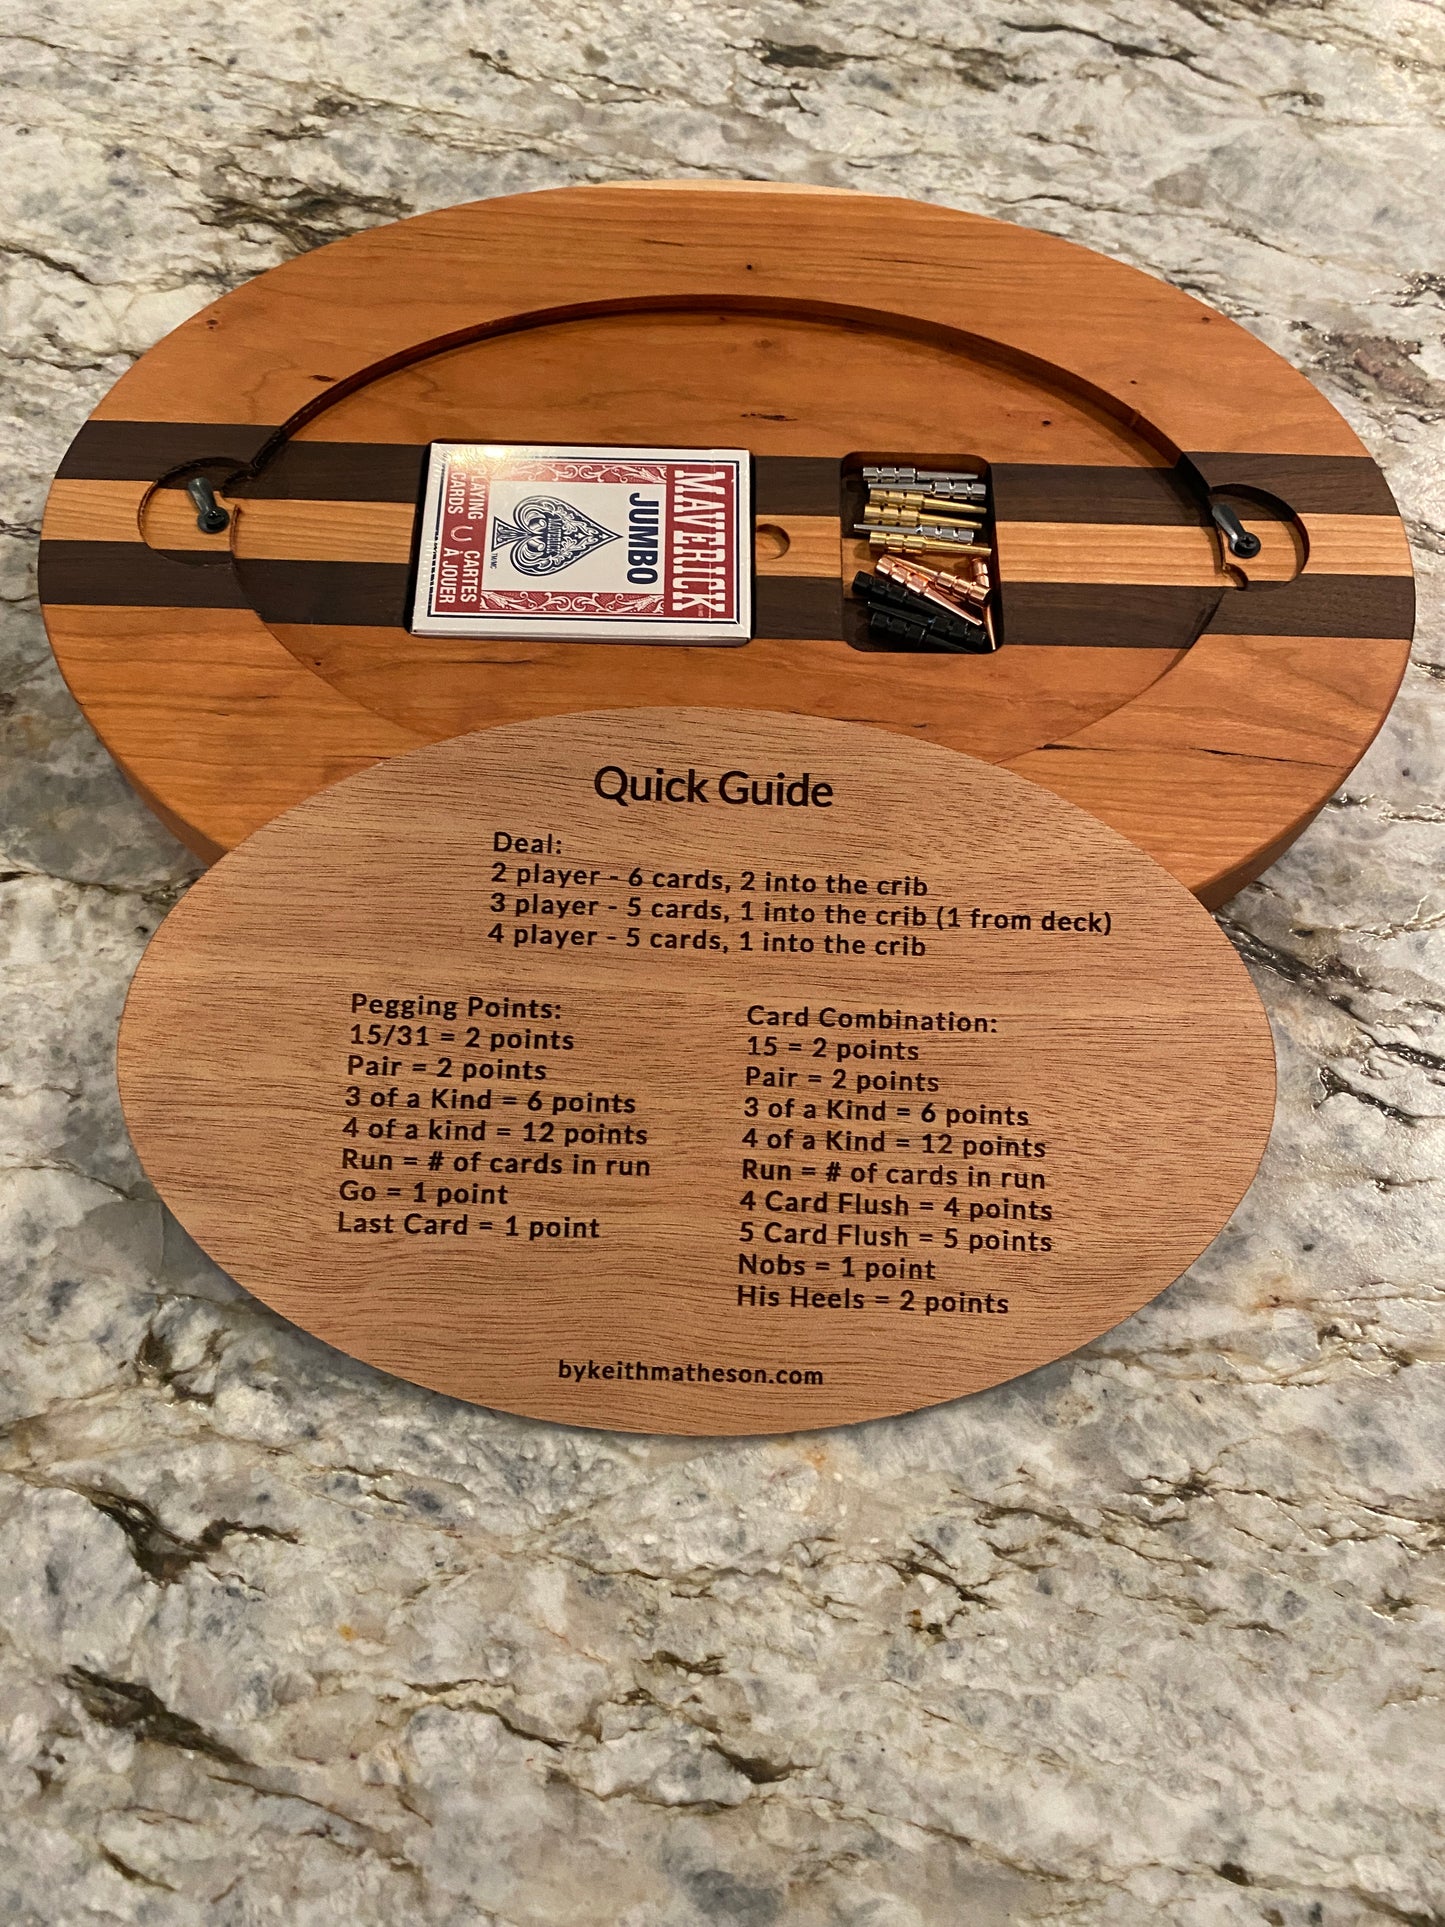 MAVERICK
JUMBO
MAVERICK
TM/MC
PLAYING CARTES
CARDS À JOUER
Quick Guide
Deal:
2 player - 6 cards, 2 into the crib
3 player - 5 cards, 1 into the crib (1 from deck)
4 player - 5 cards, 1 into the crib
Pegging Points:
15/31 = 2 points
Pair = 2 points
3 of a Kind = 6 points
4 of a kind = 12 points
Run = # of cards in run
Go = 1 point
Last Card = 1 point
Card Combination:
15 = 2 points
Pair = 2 points
3 of a Kind = 6 points
4 of a Kind = 12 points
Run = # of cards in run
4 Card Flush = 4 points
5 Card Flush = 5 points
Nobs = 1 point
His Heels = 2 points
bykeithmatheson.com